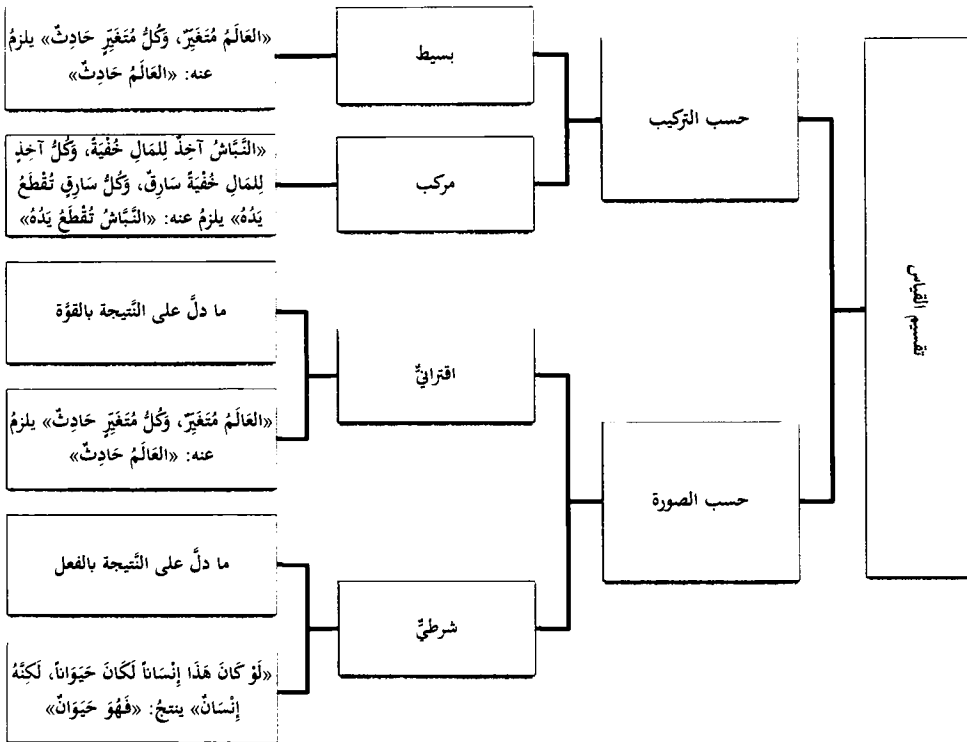 تقسيم القياس
حسب التركيب
بسيط
«العَالَمُ مُتَغَيِّرٌ، وَكُلُّ مُتَغَيِّرٍ حَادِثٌ» يلزمُ
عنه: «العَالَمُ حَادِثٌ»
مركب
«النَّبَّاشُ آخِذٌ لِلمَالِ خُفْيَةً، وَكُلُّ آخِذٍ
لِلمَالِ خُفْيَةً سَارِقٌ، وَكُلُّ سَارِقٍ تُقْطَعُ
يَدُهُ» يلزمُ عنه: «النَّبَّاشُ تُقْطَعُ يَدُهُ»
حسب الصورة
اقترانيٌّ
ما دلَّ على النَّتيجة بالقوَّة
«العَالَمُ مُتَغَيِّرٌ، وَكُلُّ مُتَغَيِّرٍ حَادِثٌ» يلزمُ
عنه: «العَالَمُ حَادِثٌ»
شرطيٌّ
ما دلَّ على النَّتيجة بالفعل
«لَوْ كَانَ هَذَا إِنْسَاناً لَكَانَ حَيَوَاناً، لَكِنَّهُ
إِنْسَانٌ» ينتجُ: «فَهُوَ حَيَوَانٌ»